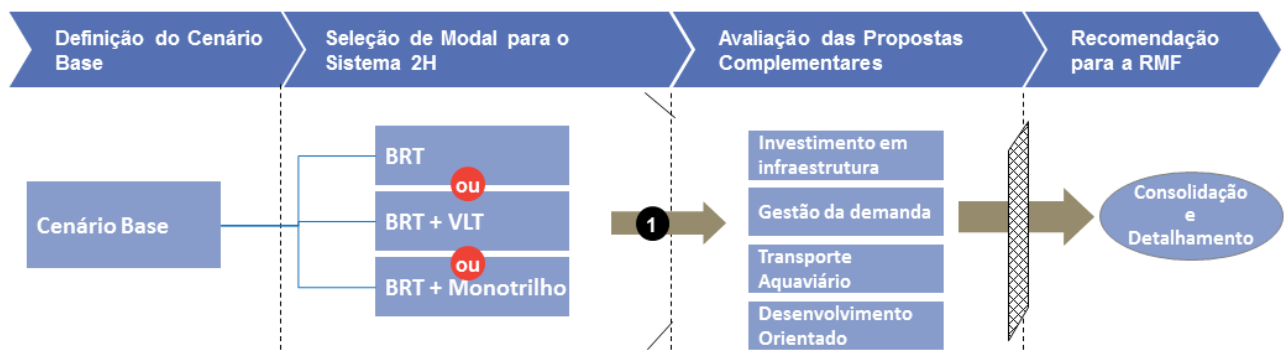 Definição do Cenário
Base
Seleção de Modal para o
Sistema 2H
Avaliação das Propostas
Complementares
Recomendação
para a RMF
Cenário Base
BRT
ou
BRT + VLT
ou
BRT + Monotrilho
1
Investimento em
infraestrutura
Gestão da demanda
Transporte
Aquaviário
Desenvolvimento
Orientado
Consolidação
e
Detalhamento